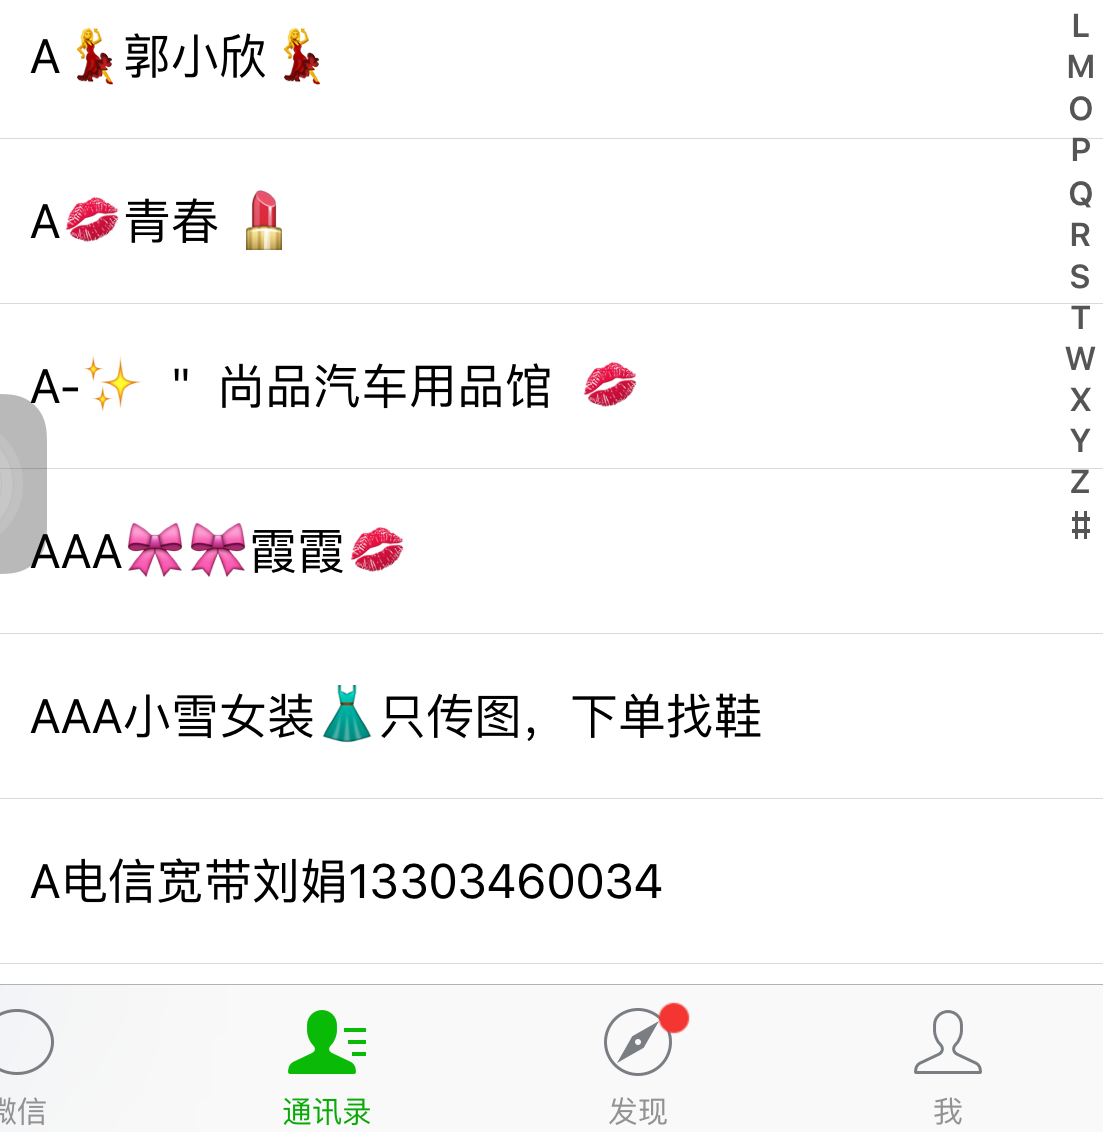 A💃郭小欣💃
A💋青春 💄
A-✨ " 尚品汽车用品馆 💋
AAA🎀🎀霞霞💋
AAA小雪女装👗只传图，下单找鞋
A电信宽带刘娟13303460034
L
M
O
P
Q
R
S
T
W
X
Y
Z
#
微信
通讯录
发现
我